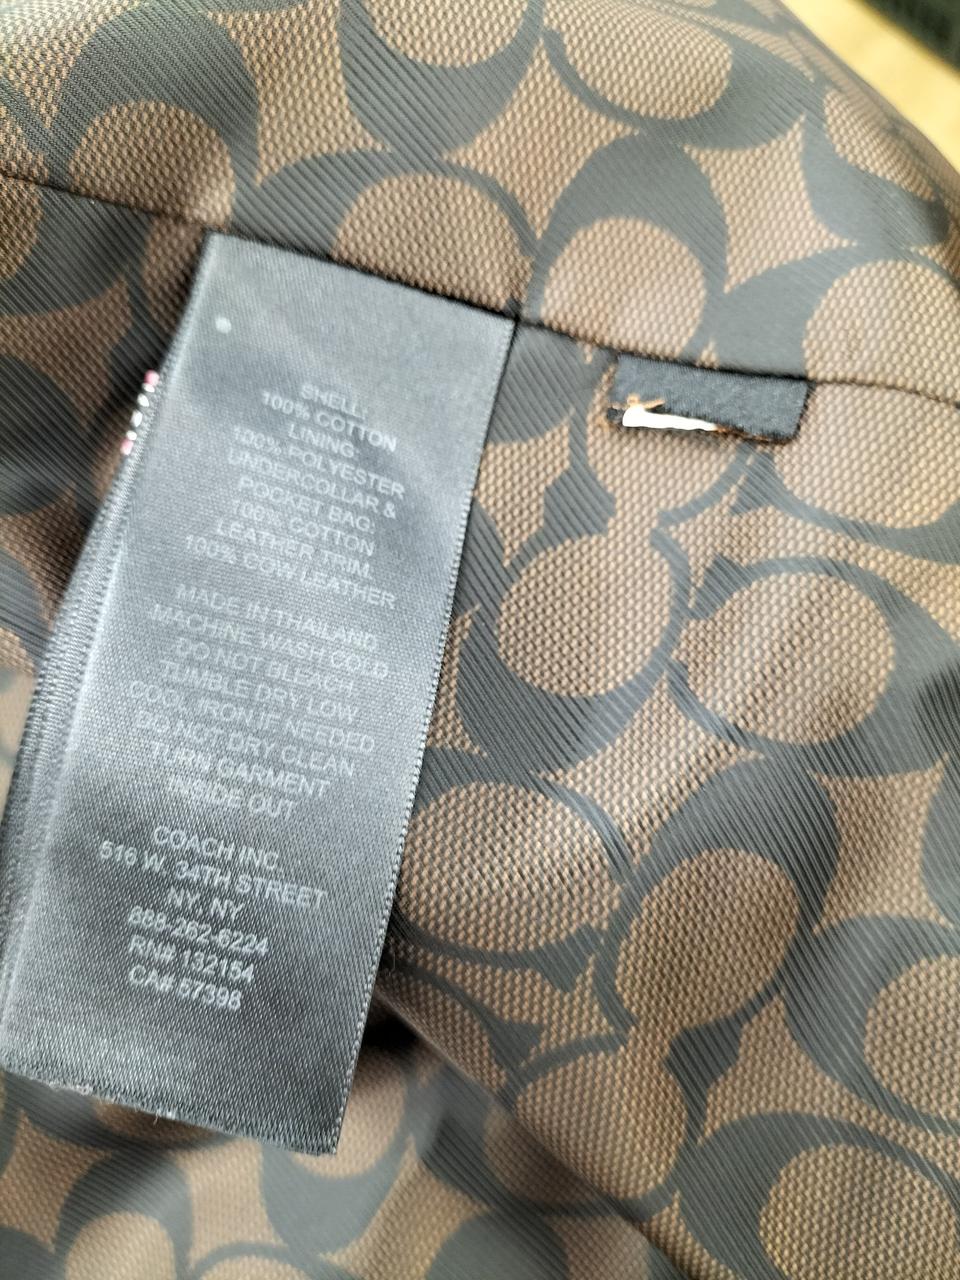 SHELL:
100% COTTON
LINING:
100% POLYESTER
UNDERCOLLAR &
POCKET BAG:
100% COTTON
LEATHER TRIM:
100% COW LEATHER
MADE IN THAILAND
MACHINE WASH COLD
DO NOT BLEACH
TUMBLE DRY LOW
COOL IRON IF NEEDED
DO NOT DRY CLEAN
TURN GARMENT
INSIDE OUT
COACH INC
516 W. 34TH STREET
NY, NY
888-262-6224
RN# 132154
CA# 57398